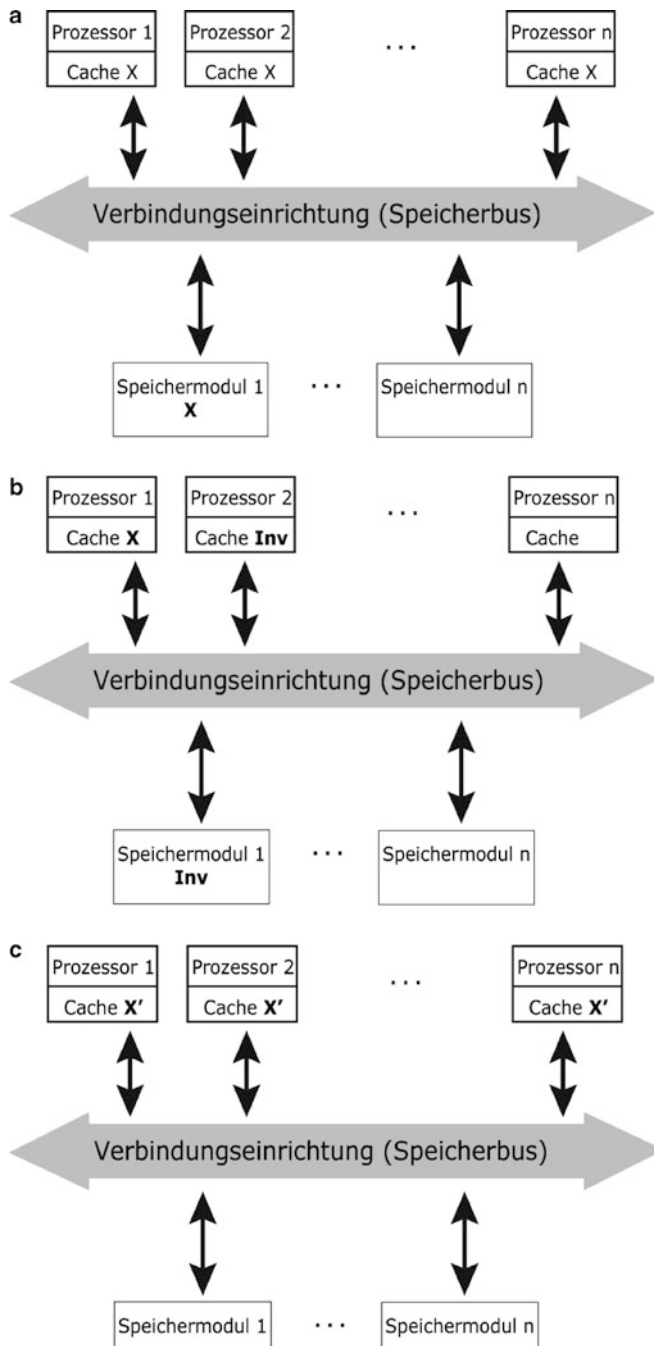 a
Prozessor 1 Prozessor 2 ... Prozessor n
Cache X Cache X Cache X
Verbindungseinrichtung (Speicherbus)
Speichermodul 1 ... Speichermodul n
X
b
Prozessor 1 Prozessor 2 ... Prozessor n
Cache X Cache Inv Cache
Verbindungseinrichtung (Speicherbus)
Speichermodul 1 ... Speichermodul n
Inv
c
Prozessor 1 Prozessor 2 ... Prozessor n
Cache X’ Cache X’ Cache X’
Verbindungseinrichtung (Speicherbus)
Speichermodul 1 ... Speichermodul n